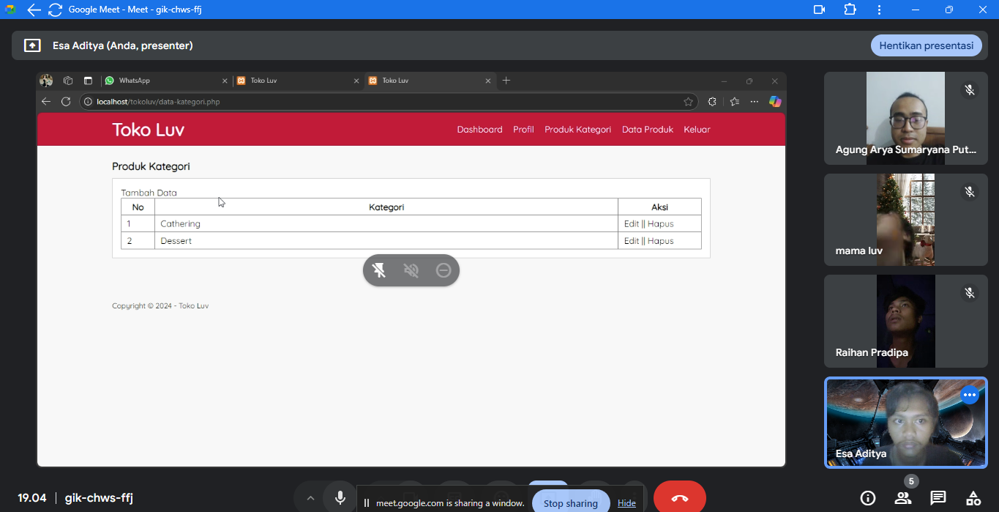 Google Meet - Meet - gik-chws-ffj
Esa Aditya (Anda, presenter)
Hentikan presentasi
WhatsApp
Toko Luv
Toko Luv
localhost/tokoluv/data-kategori.php
Toko Luv
Dashboard Profil Produk Kategori Data Produk Keluar
Produk Kategori
Tambah Data
No Kategori Aksi
1 Cathering Edit || Hapus
2 Dessert Edit || Hapus
Copyright © 2024 - Toko Luv
Agung Arya Sumaryana Put...
mama luv
Raihan Pradipa
Esa Aditya
19.04 | gik-chws-ffj
meet.google.com is sharing a window.
Stop sharing
Hide
5